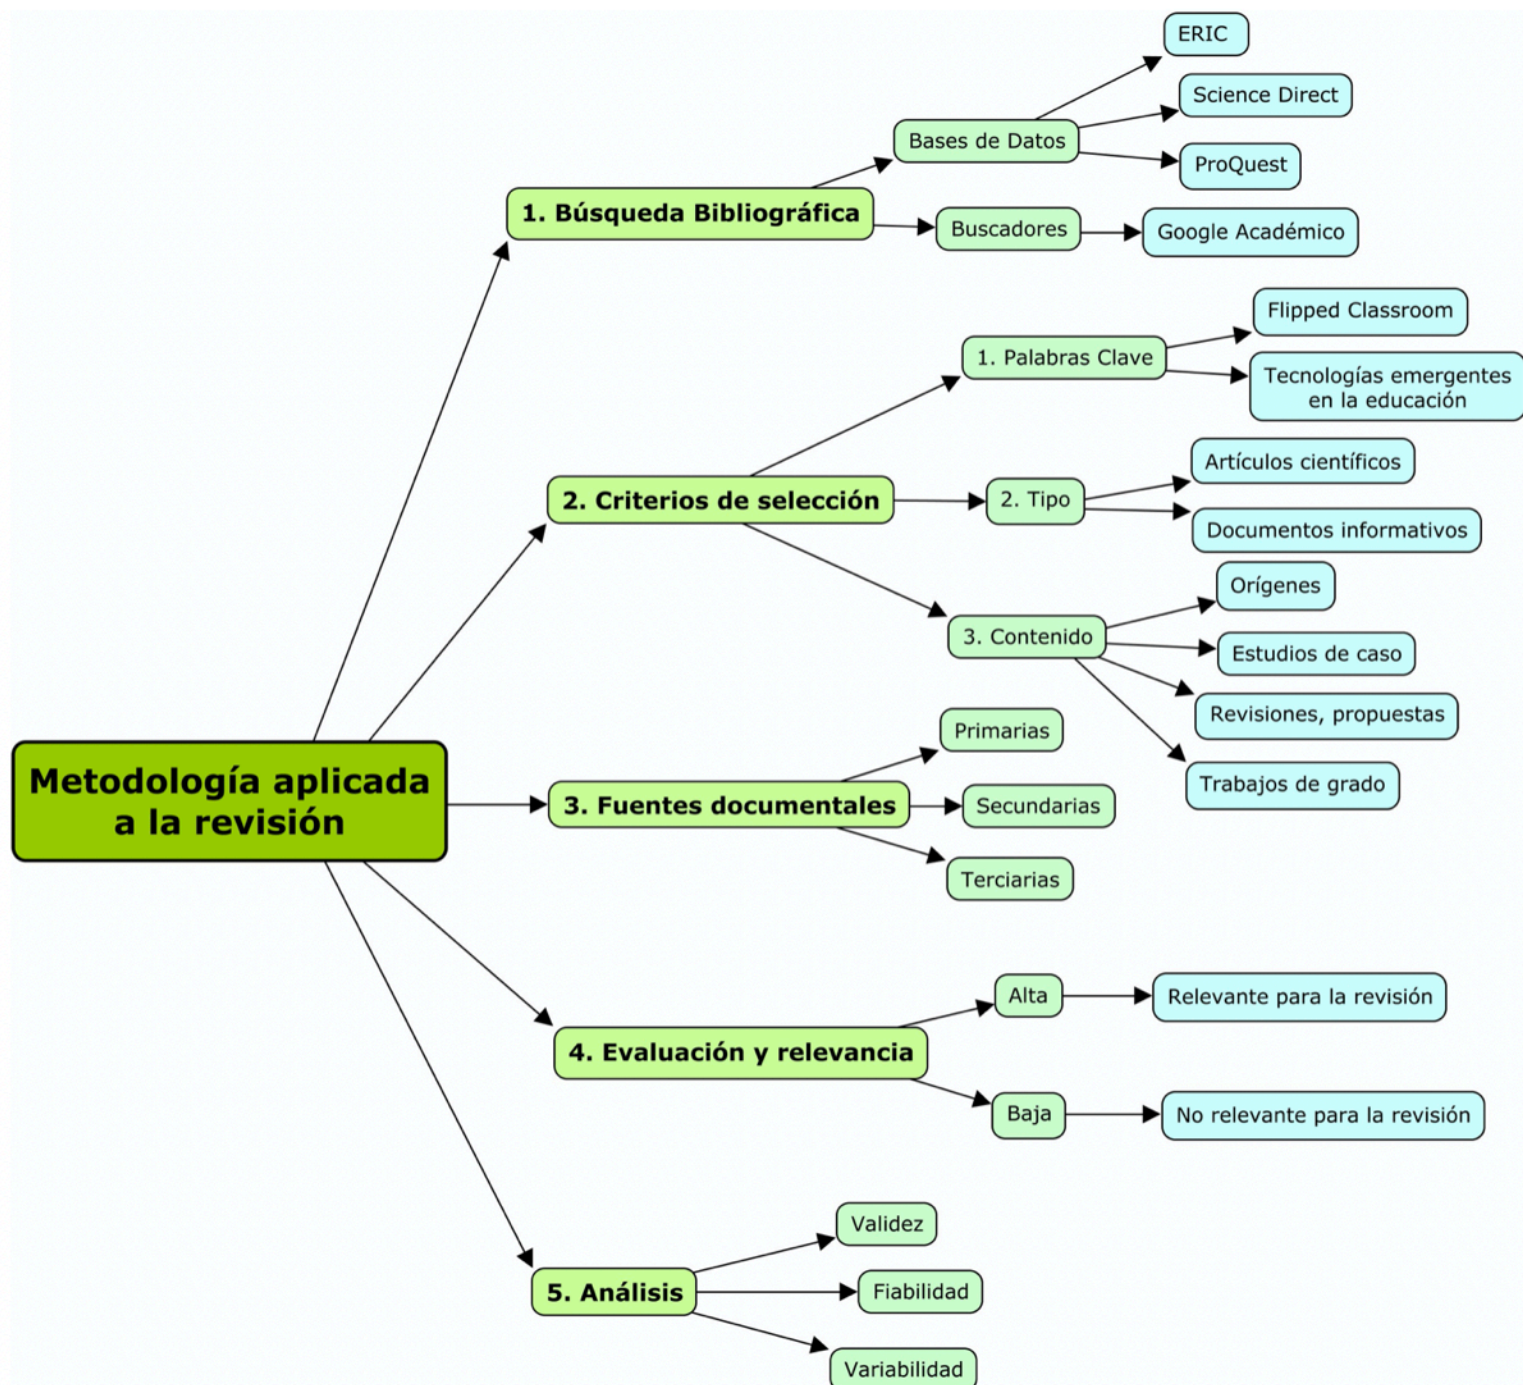 Metodología aplicada
a la revisión
1. Búsqueda Bibliográfica
Bases de Datos
ERIC
Science Direct
ProQuest
Buscadores
Google Académico
2. Criterios de selección
1. Palabras Clave
Flipped Classroom
Tecnologías emergentes
en la educación
2. Tipo
Artículos científicos
Documentos informativos
3. Contenido
Orígenes
Estudios de caso
Revisiones, propuestas
Trabajos de grado
3. Fuentes documentales
Primarias
Secundarias
Terciarias
4. Evaluación y relevancia
Alta
Relevante para la revisión
Baja
No relevante para la revisión
5. Análisis
Validez
Fiabilidad
Variabilidad